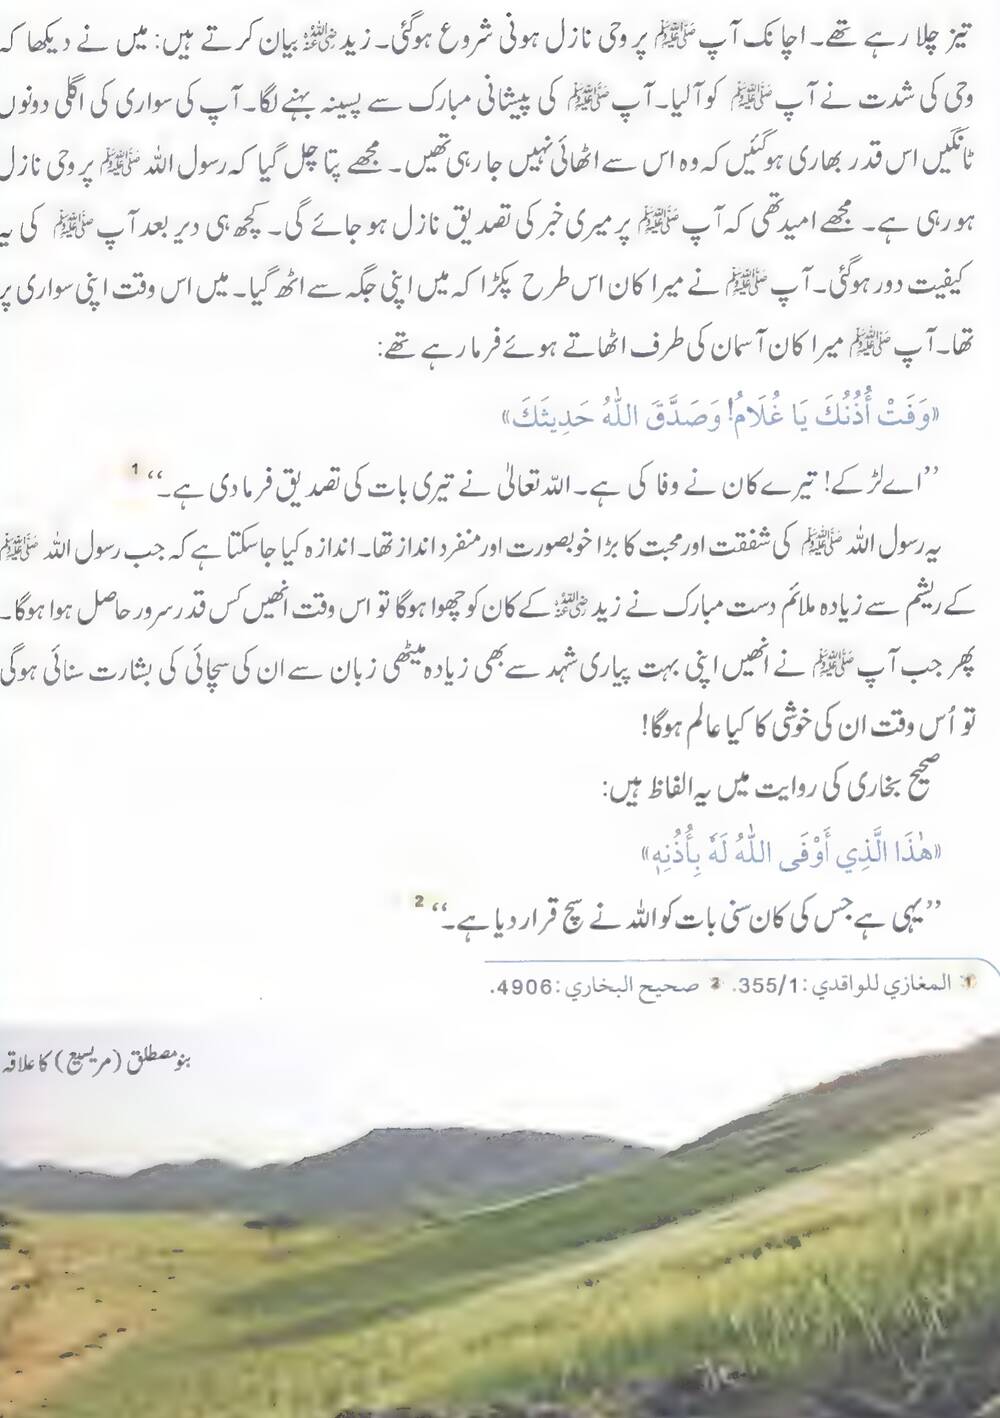 تیز چلا رہے تھے۔ اچانک آپ ﷺ پر وحی نازل ہونی شروع ہوگئی۔ زید رضی اللہ عنہ بیان کرتے ہیں: میں نے دیکھا کہ
وحی کی شدت نے آپ ﷺ کو آلیا۔ آپ ﷺ کی پیشانی مبارک سے پسینہ بہنے لگا۔ آپ کی سواری کی اگلی دونوں
ٹانگیں اس قدر بھاری ہوگئیں کہ وہ اس سے اٹھائی نہیں جا رہی تھیں۔ مجھے پتا چل گیا کہ رسول اللہ ﷺ پر وحی نازل
ہو رہی ہے۔ مجھے امید تھی کہ آپ ﷺ پر میری خبر کی تصدیق نازل ہو جائے گی۔ کچھ ہی دیر بعد آپ ﷺ کی یہ
کیفیت دور ہوگئی۔ آپ ﷺ نے میرا کان اس طرح پکڑا کہ میں اپنی جگہ سے اٹھ گیا۔ میں اس وقت اپنی سواری پر
تھا۔ آپ ﷺ میرا کان آسمان کی طرف اٹھاتے ہوئے فرما رہے تھے:
«وَفَتْ أُذُنُكَ يَا غُلَامُ! وَصَدَّقَ اللّٰهُ حَدِيثَكَ»
”اے لڑکے! تیرے کان نے وفا کی ہے۔ اللہ تعالیٰ نے تیری بات کی تصدیق فرما دی ہے۔“ 1
یہ رسول اللہ ﷺ کی شفقت اور محبت کا بڑا خوبصورت اور منفرد انداز تھا۔ اندازہ کیا جاسکتا ہے کہ جب رسول اللہ ﷺ
کے ریشم سے زیادہ ملائم دست مبارک نے زید رضی اللہ عنہ کے کان کو چھوا ہوگا تو اس وقت انھیں کس قدر سرور حاصل ہوا ہوگا۔
پھر جب آپ ﷺ نے انھیں اپنی بہت پیاری شہد سے بھی زیادہ میٹھی زبان سے ان کی سچائی کی بشارت سنائی ہوگی
تو اُس وقت ان کی خوشی کا کیا عالم ہوگا!
صحیح بخاری کی روایت میں یہ الفاظ ہیں:
«هٰذَا الَّذِي أَوْفَى اللّٰهُ لَهٗ بِأُذُنِهٖ»
”یہی ہے جس کی کان سنی بات کو اللہ نے سچ قرار دیا ہے۔“ 2
1 المغازي للواقدي: 355/1. 2 صحيح البخاري: 4906.
بنو مصطلق (مریسیع) کا علاقہ